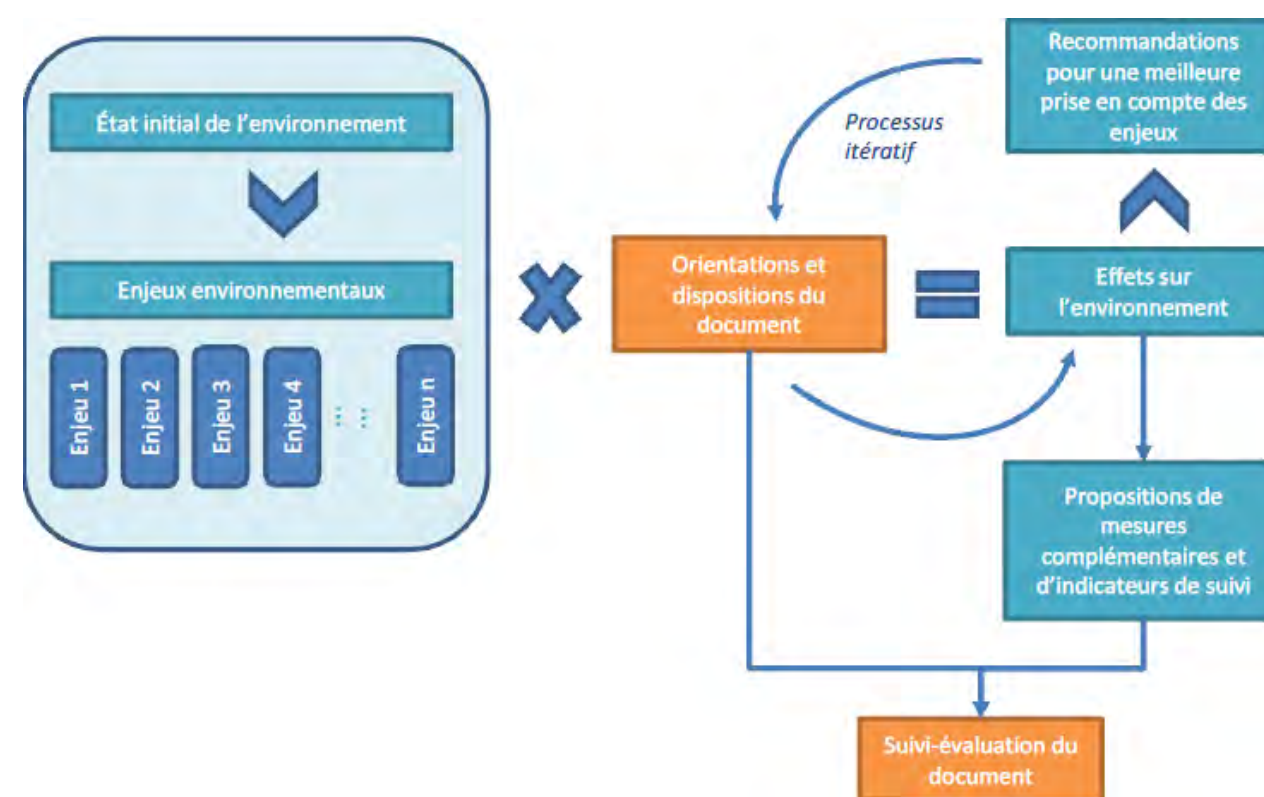 État initial de l'environnement
Enjeux environnementaux
Enjeu 1
Enjeu 2
Enjeu 3
Enjeu 4
... ...
Enjeu n
Orientations et
dispositions du
document
Processus
itératif
Recommandations
pour une meilleure
prise en compte des
enjeux
Effets sur
l'environnement
Propositions de
mesures
complémentaires et
d'indicateurs de suivi
Suivi-évaluation du
document